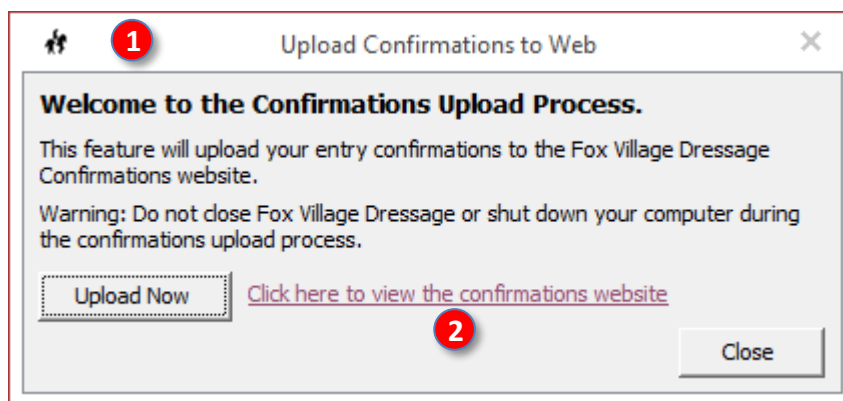 1 Upload Confirmations to Web
Welcome to the Confirmations Upload Process.
This feature will upload your entry confirmations to the Fox Village Dressage
Confirmations website.
Warning: Do not close Fox Village Dressage or shut down your computer during
the confirmations upload process.
Upload Now Click here to view the confirmations website
2
Close